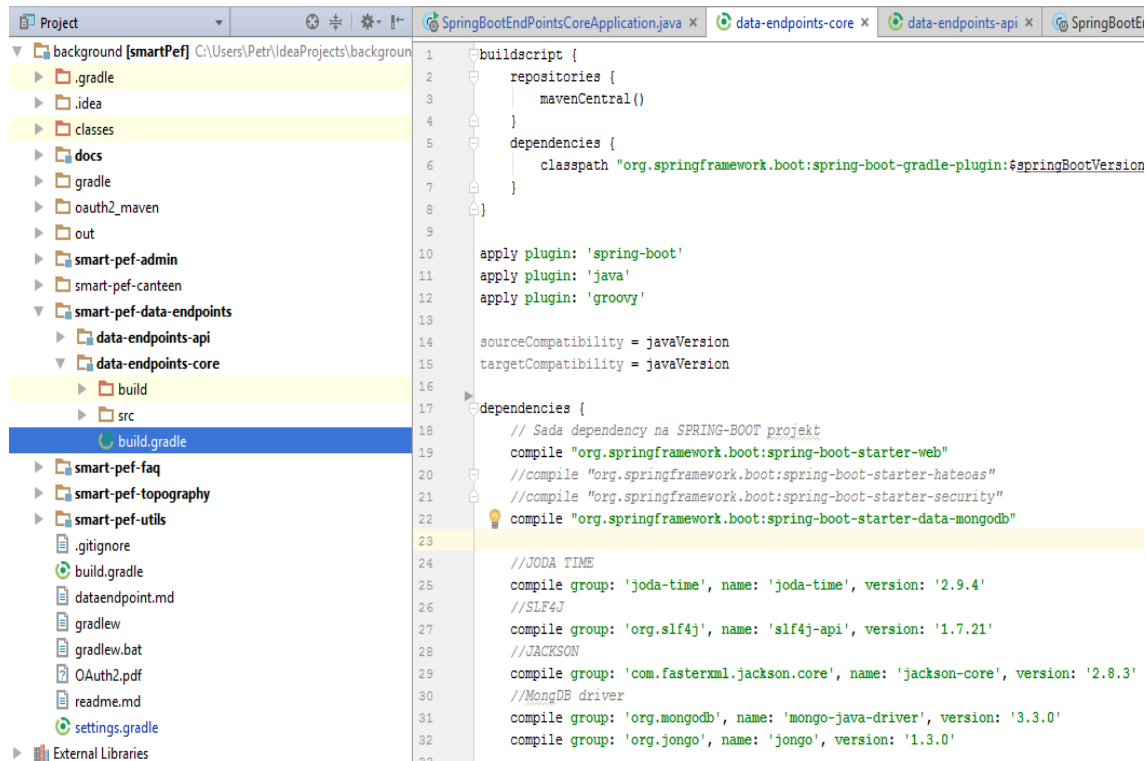 Project
background [smartPef] C:\Users\Petr\IdeaProjects\backgroun
.gradle
.idea
classes
docs
gradle
oauth2_maven
out
smart-pef-admin
smart-pef-canteen
smart-pef-data-endpoints
data-endpoints-api
data-endpoints-core
build
src
build.gradle
smart-pef-faq
smart-pef-topography
smart-pef-utils
.gitignore
build.gradle
dataendpoint.md
gradlew
gradlew.bat
OAuth2.pdf
readme.md
settings.gradle
External Libraries
SpringBootEndPointsCoreApplication.java × data-endpoints-core × data-endpoints-api × SpringBootEn
1 buildscript {
2 repositories {
3 mavenCentral()
4 }
5 dependencies {
6 classpath "org.springframework.boot:spring-boot-gradle-plugin:$springBootVersion
7 }
8 }
9
10 apply plugin: 'spring-boot'
11 apply plugin: 'java'
12 apply plugin: 'groovy'
13
14 sourceCompatibility = javaVersion
15 targetCompatibility = javaVersion
16
17 dependencies {
18 // Sada dependency na SPRING-BOOT projekt
19 compile "org.springframework.boot:spring-boot-starter-web"
20 //compile "org.springframework.boot:spring-boot-starter-hateoas"
21 //compile "org.springframework.boot:spring-boot-starter-security"
22 compile "org.springframework.boot:spring-boot-starter-data-mongodb"
23
24 //JODA TIME
25 compile group: 'joda-time', name: 'joda-time', version: '2.9.4'
26 //SLF4J
27 compile group: 'org.slf4j', name: 'slf4j-api', version: '1.7.21'
28 //JACKSON
29 compile group: 'com.fasterxml.jackson.core', name: 'jackson-core', version: '2.8.3'
30 //MongDB driver
31 compile group: 'org.mongodb', name: 'mongo-java-driver', version: '3.3.0'
32 compile group: 'org.jongo', name: 'jongo', version: '1.3.0'